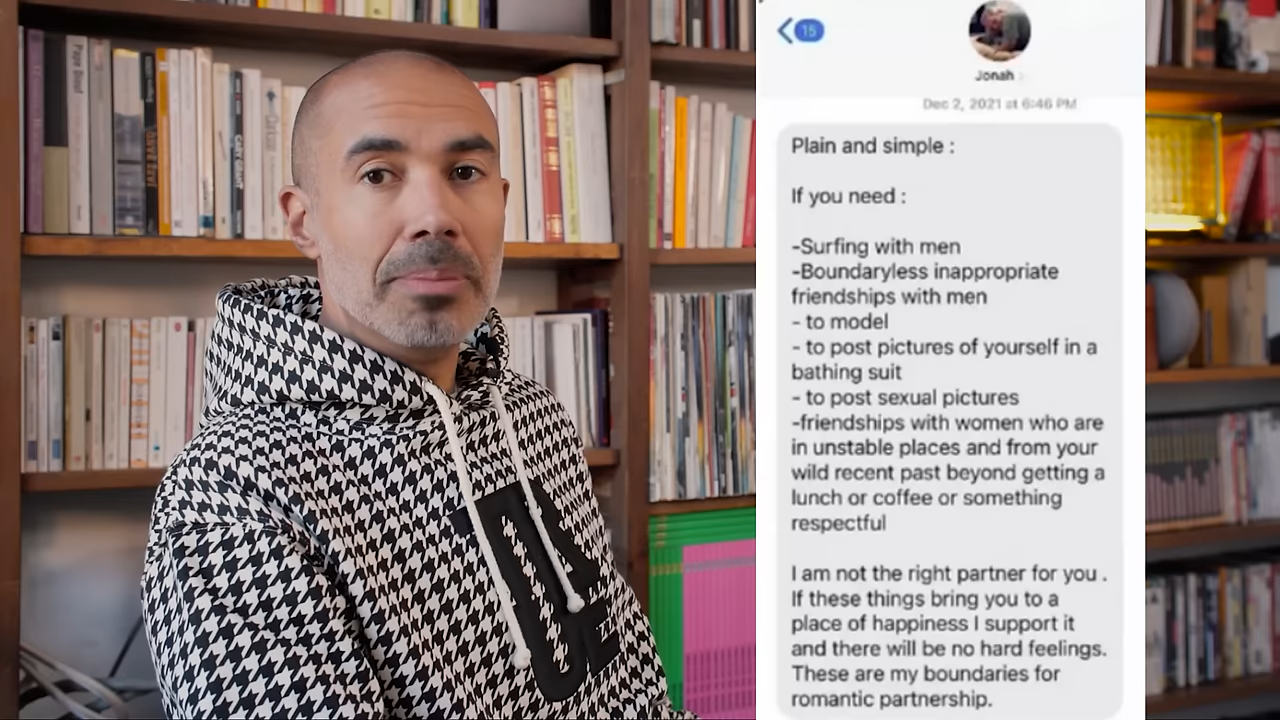 15
Jonah
Dec 2, 2021 at 6:46 PM
Plain and simple :
If you need :
-Surfing with men
-Boundaryless inappropriate
friendships with men
- to model
- to post pictures of yourself in a
bathing suit
- to post sexual pictures
-friendships with women who are
in unstable places and from your
wild recent past beyond getting a
lunch or coffee or something
respectful
I am not the right partner for you .
If these things bring you to a
place of happiness I support it
and there will be no hard feelings.
These are my boundaries for
romantic partnership.